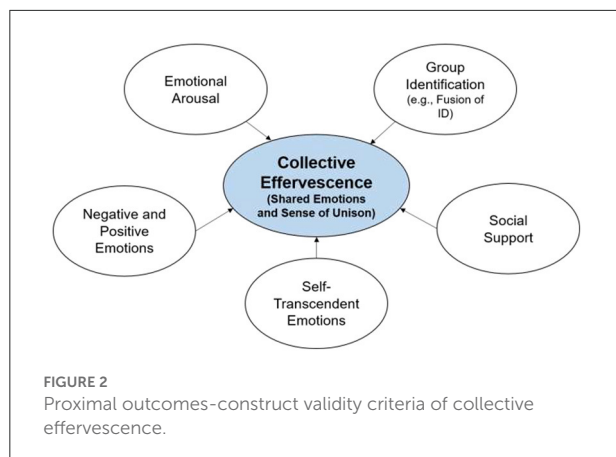 Emotional
Arousal
Group
Identification
(e.g., Fusion of
ID)
Collective
Effervescence
(Shared Emotions
and Sense of Unison)
Negative and
Positive
Emotions
Social
Support
Self-
Transcendent
Emotions
FIGURE 2
Proximal outcomes-construct validity criteria of collective
effervescence.